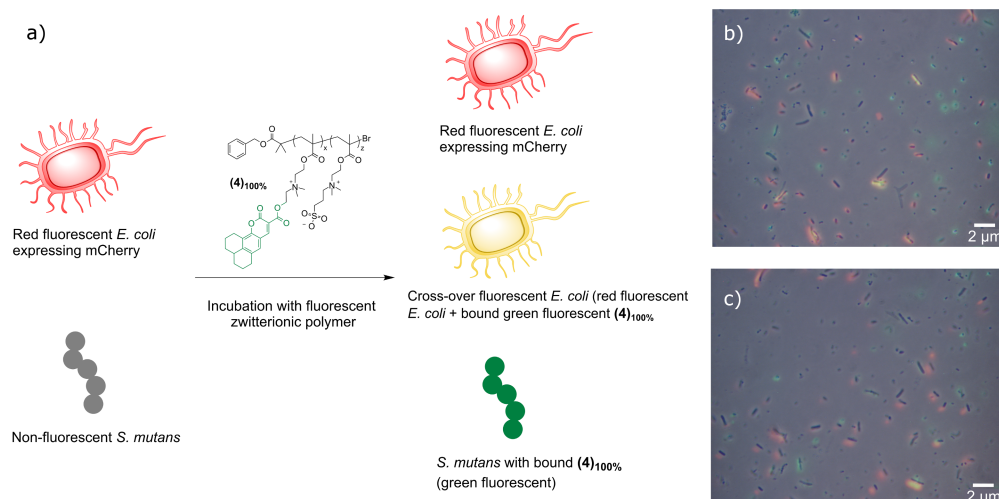 a)
Red fluorescent E. coli
expressing mCherry
Non-fluorescent S. mutans
O
O
Br
x
z
O
O
O
O
(4)100%
N+
N+
O
O
O
O
S
O
O
O-
Incubation with fluorescent
zwitterionic polymer
Red fluorescent E. coli
expressing mCherry
Cross-over fluorescent E. coli (red fluorescent
E. coli + bound green fluorescent (4)100%
S. mutans with bound (4)100%
(green fluorescent)
b)
2 µm
c)
2 µm